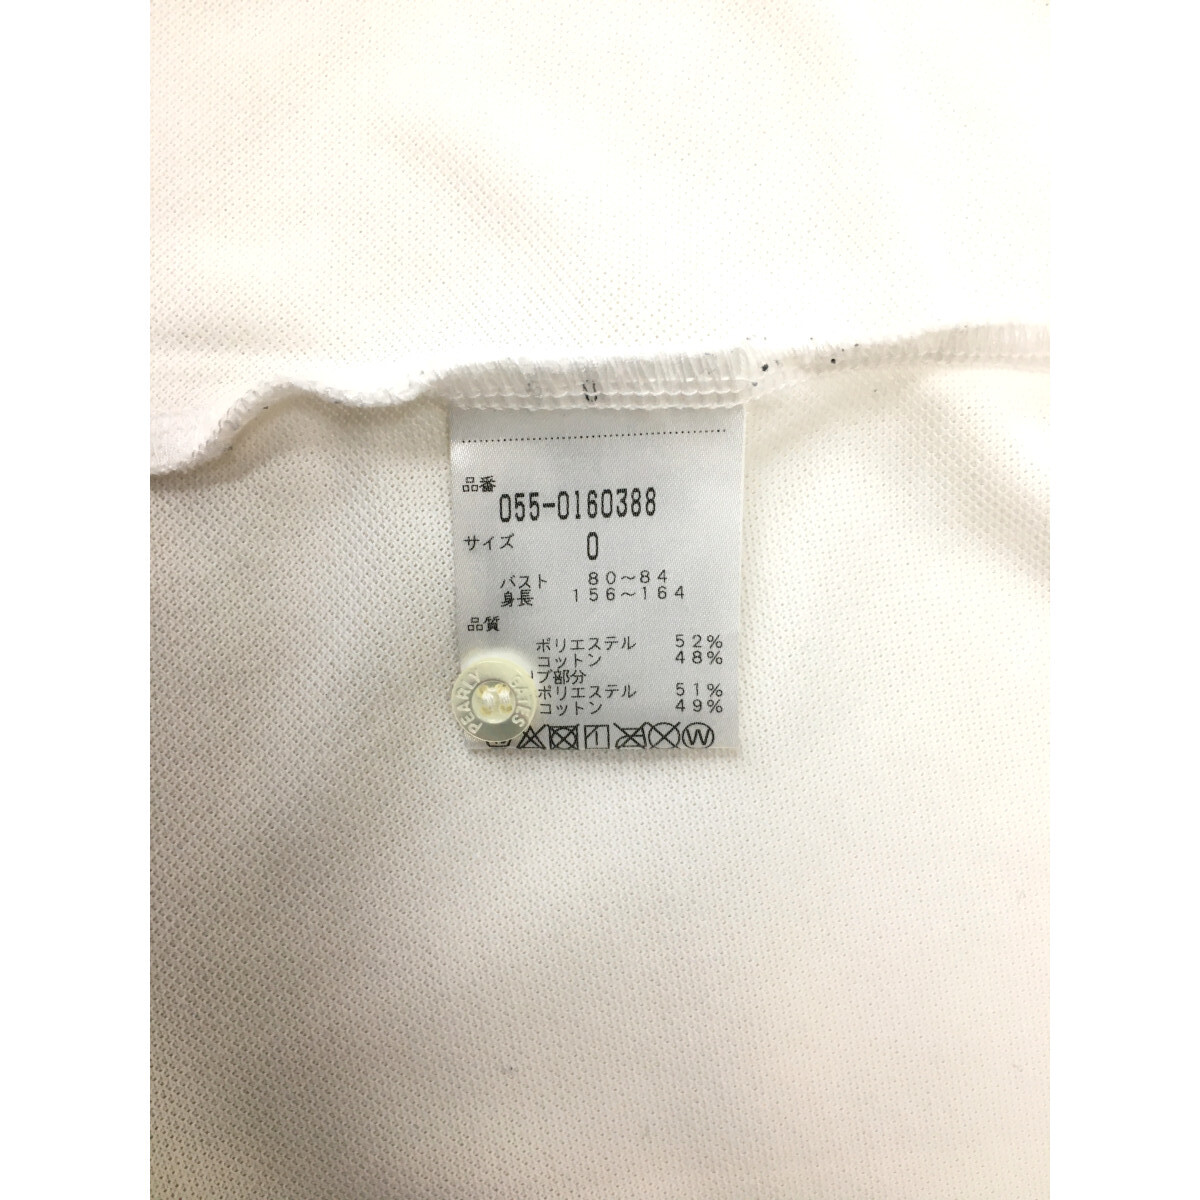 品番
055-0160388
サイズ 0
バスト 80～84
身長 156～164
品質
ポリエステル 52%
コットン 48%
ブ部分
ポリエステル 51%
コットン 49%
W
PEARLY GATES